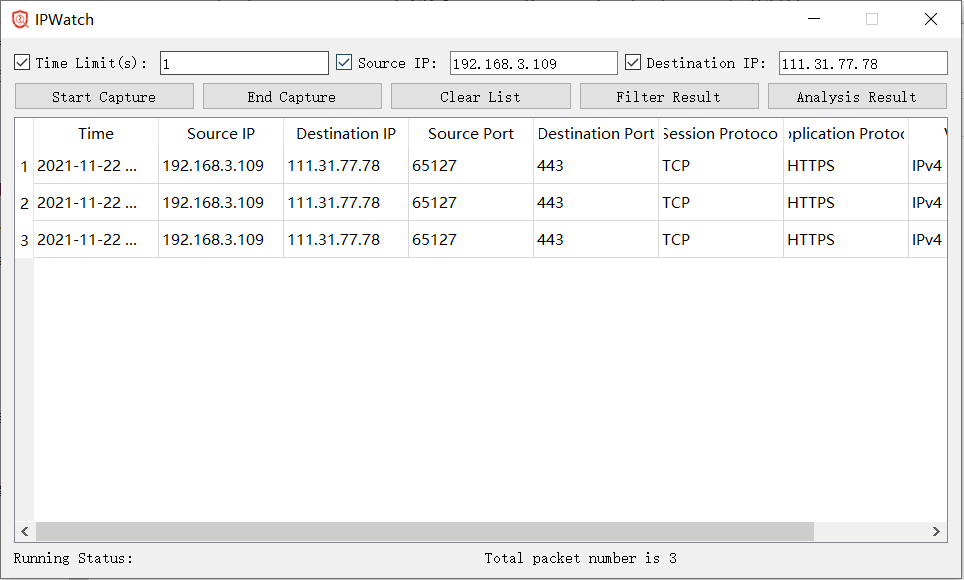 IPWatch
Time Limit(s): 1 Source IP: 192.168.3.109 Destination IP: 111.31.77.78
Start Capture End Capture Clear List Filter Result Analysis Result
Time Source IP Destination IP Source Port Destination Port Session Protoco plication Protoc
1 2021-11-22 ... 192.168.3.109 111.31.77.78 65127 443 TCP HTTPS IPv4
2 2021-11-22 ... 192.168.3.109 111.31.77.78 65127 443 TCP HTTPS IPv4
3 2021-11-22 ... 192.168.3.109 111.31.77.78 65127 443 TCP HTTPS IPv4
Running Status: Total packet number is 3